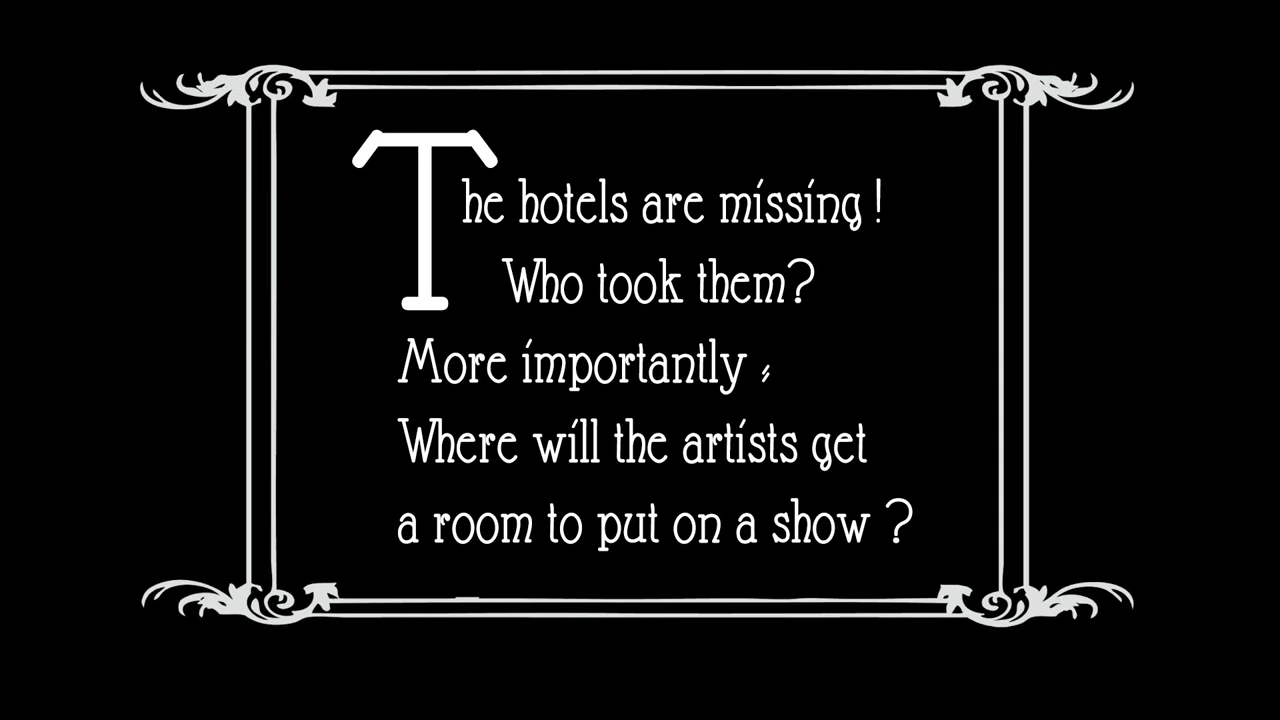 The hotels are missing !
Who took them?
More importantly ,
Where will the artists get
a room to put on a show ?